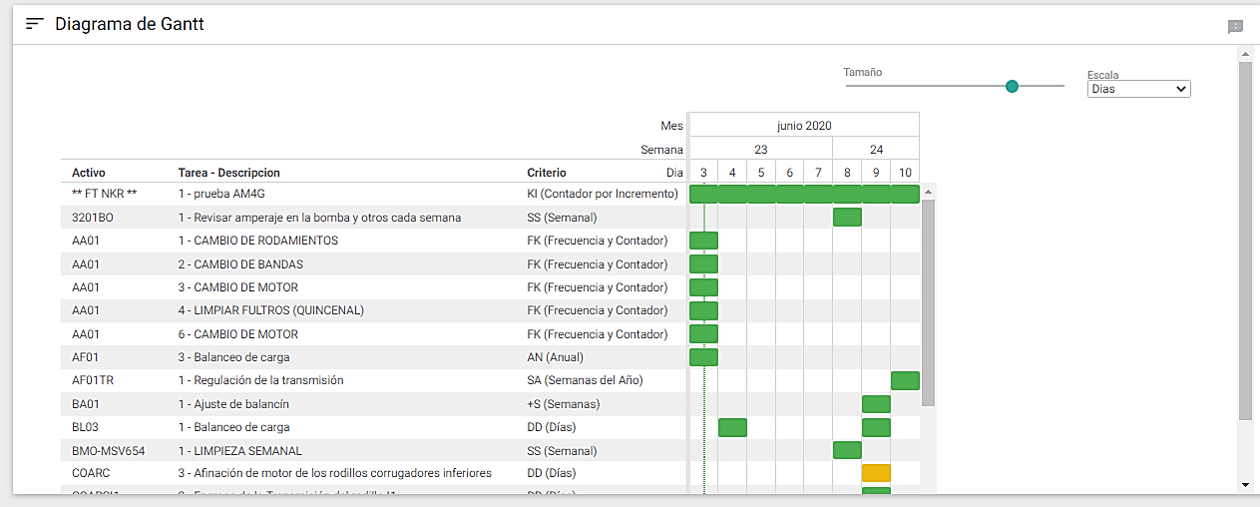 Diagrama de Gantt
Tamaño
Escala
Dias
Mes junio 2020
Semana 23 24
Activo Tarea - Descripcion Criterio Dia 3 4 5 6 7 8 9 10
** FT NKR ** 1 - prueba AM4G KI (Contador por Incremento)
3201BO 1 - Revisar amperaje en la bomba y otros cada semana SS (Semanal)
AA01 1 - CAMBIO DE RODAMIENTOS FK (Frecuencia y Contador)
AA01 2 - CAMBIO DE BANDAS FK (Frecuencia y Contador)
AA01 3 - CAMBIO DE MOTOR FK (Frecuencia y Contador)
AA01 4 - LIMPIAR FULTROS (QUINCENAL) FK (Frecuencia y Contador)
AA01 6 - CAMBIO DE MOTOR FK (Frecuencia y Contador)
AF01 3 - Balanceo de carga AN (Anual)
AF01TR 1 - Regulación de la transmisión SA (Semanas del Año)
BA01 1 - Ajuste de balancín +S (Semanas)
BL03 1 - Balanceo de carga DD (Días)
BMO-MSV654 1 - LIMPIEZA SEMANAL SS (Semanal)
COARC 3 - Afinación de motor de los rodillos corrugadores inferiores DD (Días)